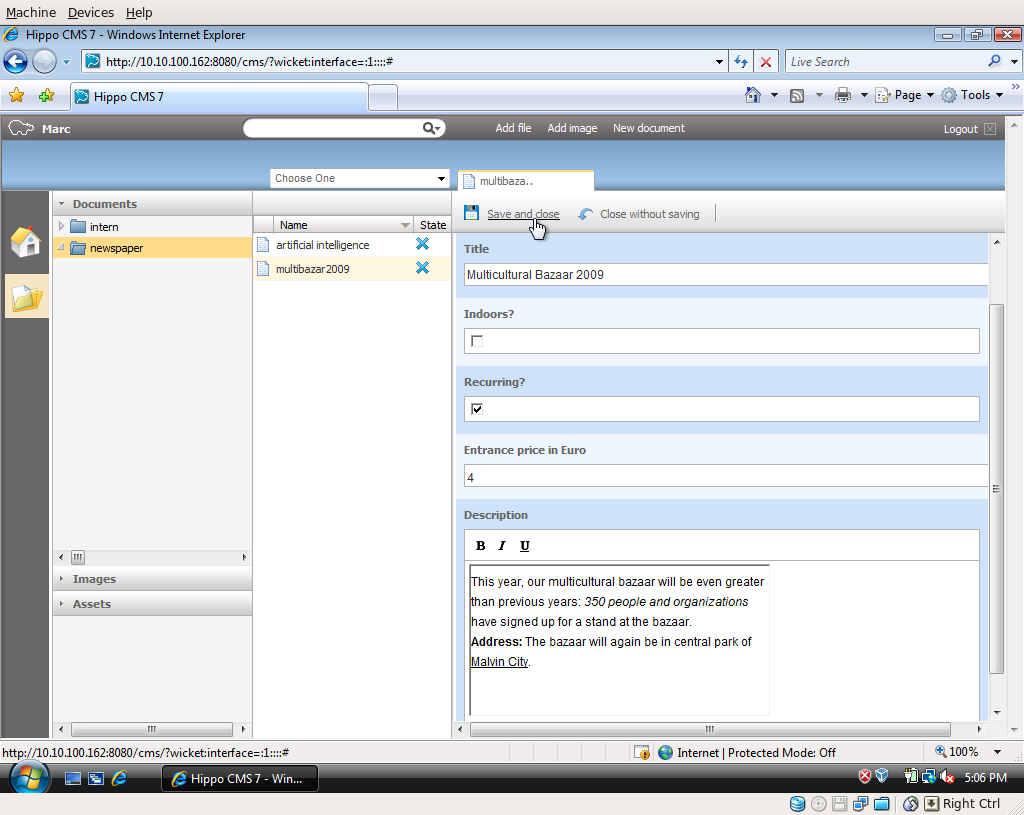 Machine Devices Help
Hippo CMS 7 - Windows Internet Explorer
http://10.10.100.162:8080/cms/?wicket:interface=:1::::#
Live Search
Hippo CMS 7
Page
Tools
Marc
Add file Add image New document
Logout
Choose One
multibaza..
Documents
Save and close
Close without saving
intern
newspaper
Name
State
artificial intelligence
multibazar2009
Images
Assets
Title
Multicultural Bazaar 2009
Indoors?
Recurring?
Entrance price in Euro
4
Description
B I U
This year, our multicultural bazaar will be even greater
than previous years: 350 people and organizations
have signed up for a stand at the bazaar.
Address: The bazaar will again be in central park of
Malvin City.
http://10.10.100.162:8080/cms/?wicket:interface=:1::::#
Internet | Protected Mode: Off
100%
Hippo CMS 7 - Win...
5:06 PM
Right Ctrl